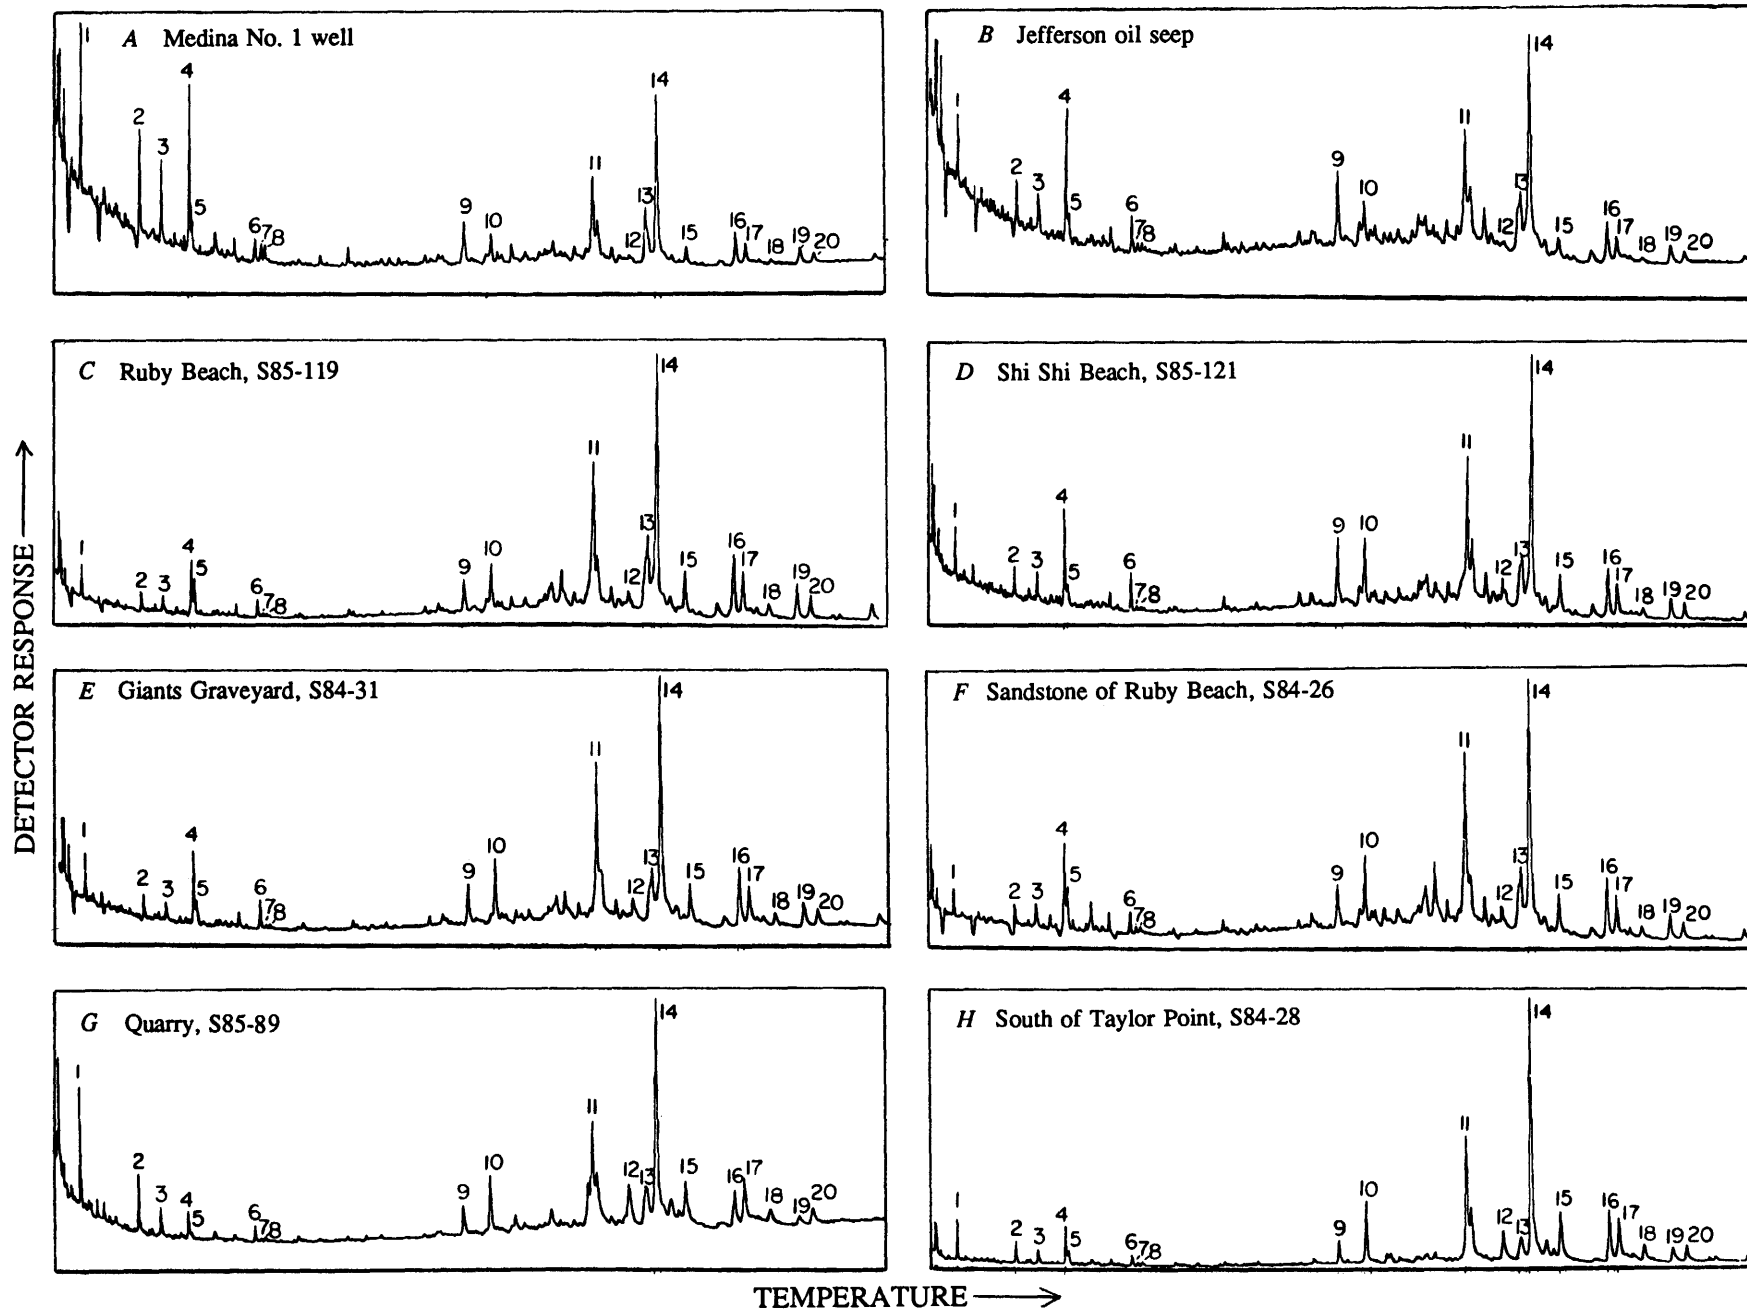 A Medina No. 1 well
1 2 3 4 5 6 7 8 9 10 11 12 13 14 15 16 17 18 19 20
B Jefferson oil seep
1 2 3 4 5 6 7 8 9 10 11 12 13 14 15 16 17 18 19 20
C Ruby Beach, S85-119
1 2 3 4 5 6 7 8 9 10 11 12 13 14 15 16 17 18 19 20
D Shi Shi Beach, S85-121
1 2 3 4 5 6 7 8 9 10 11 12 13 14 15 16 17 18 19 20
E Giants Graveyard, S84-31
1 2 3 4 5 6 7 8 9 10 11 12 13 14 15 16 17 18 19 20
F Sandstone of Ruby Beach, S84-26
1 2 3 4 5 6 7 8 9 10 11 12 13 14 15 16 17 18 19 20
G Quarry, S85-89
1 2 3 4 5 6 7 8 9 10 11 12 13 14 15 16 17 18 19 20
H South of Taylor Point, S84-28
1 2 3 4 5 6 7 8 9 10 11 12 13 14 15 16 17 18 19 20
DETECTOR RESPONSE
TEMPERATURE